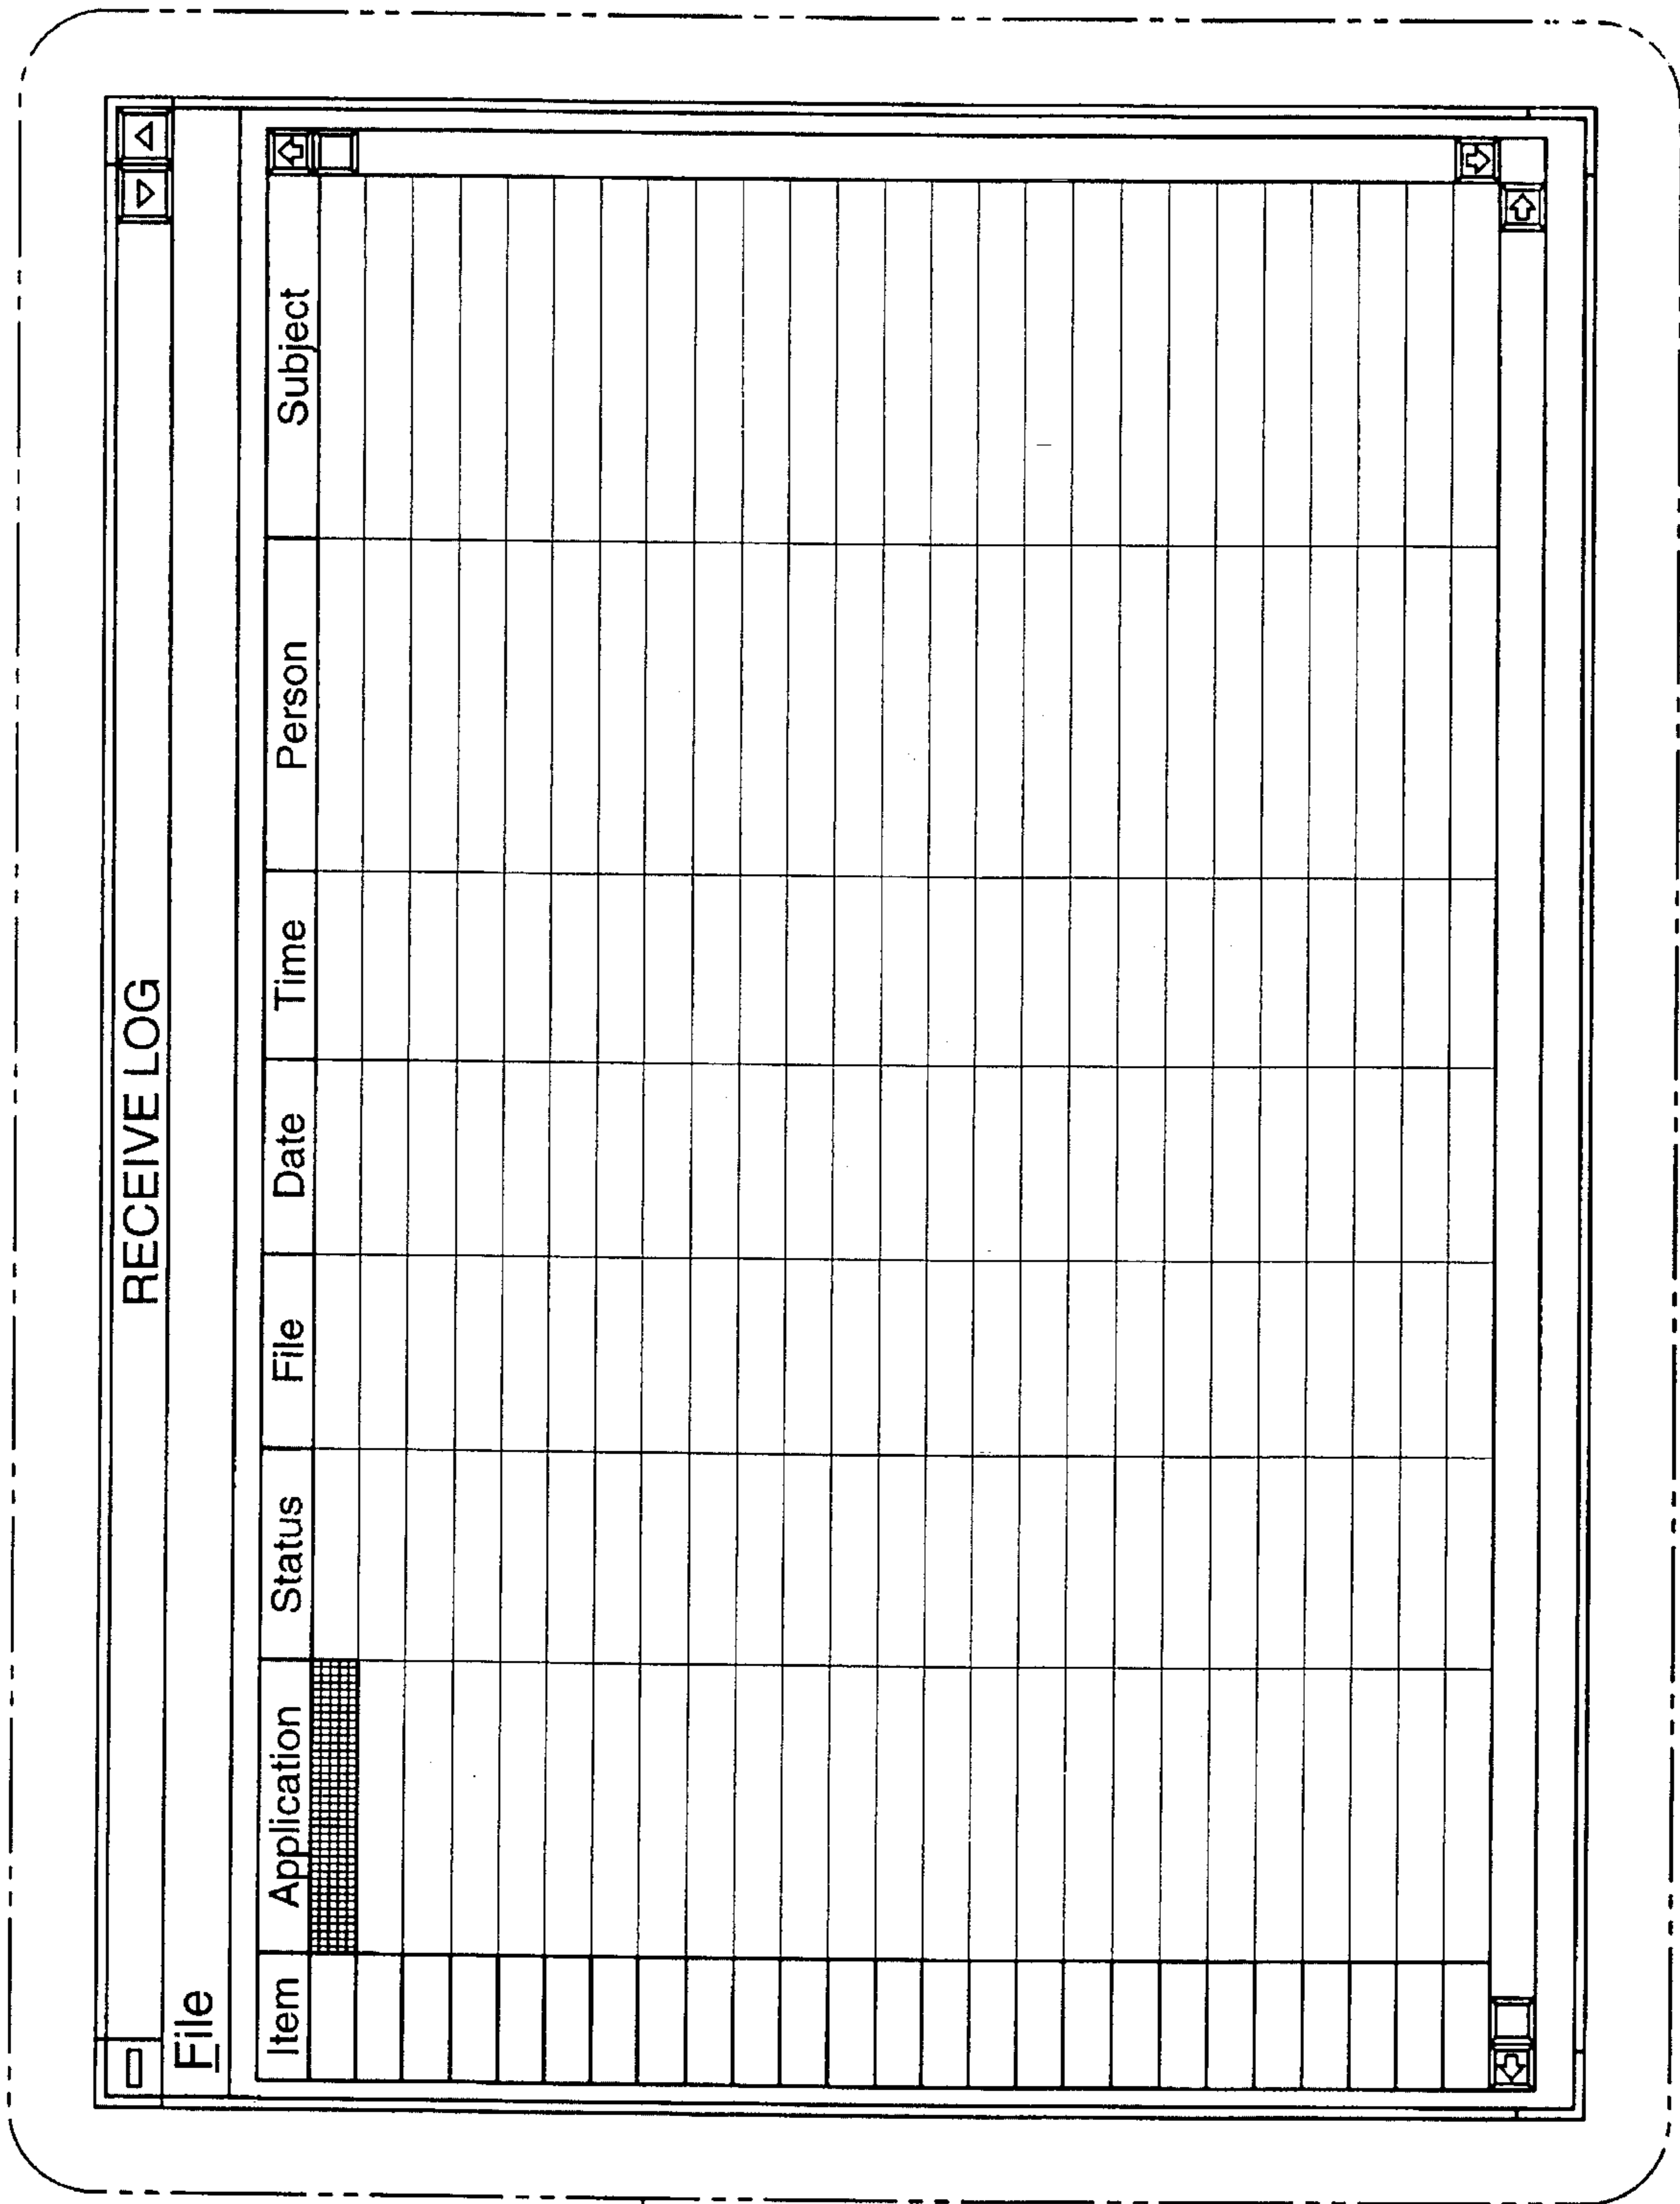 RECEIVE LOG
File
Item Application Status File Date Time Person Subject